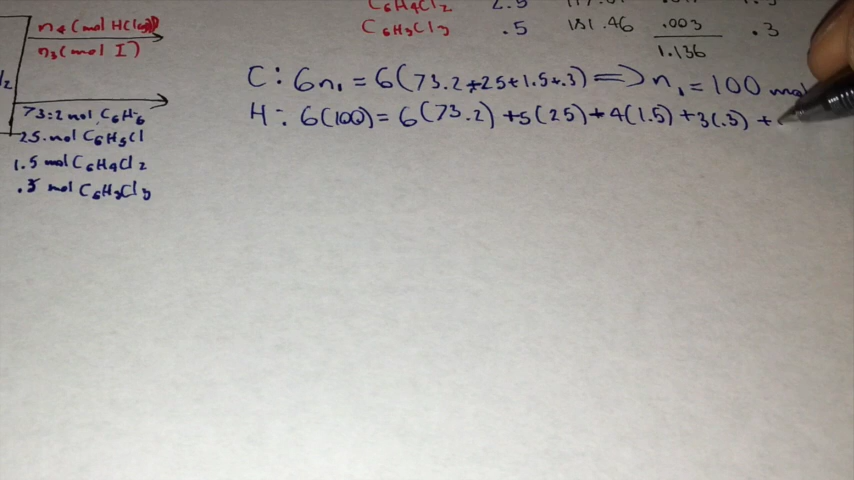 C6H4Cl2 2.5
C6H3Cl3 .5 181.46 .003 .3
1.136
n4 (mol HCl(g))
n3 (mol I)
73.2 mol C6H6
25. mol C6H5Cl
1.5 mol C6H4Cl2
.3 mol C6H3Cl3
C: 6n1 = 6(73.2+25+1.5+.3) ⟹ n1 = 100 mol
H: 6(100) = 6(73.2) + 5(25) + 4(1.5) + 3(.3) +